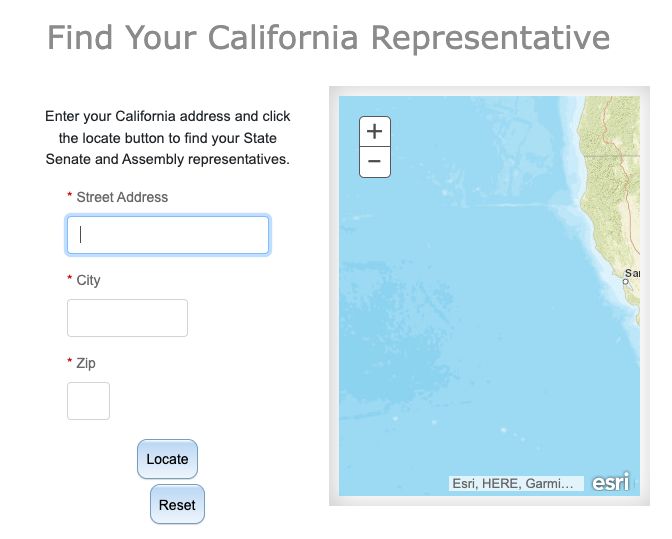 Find Your California Representative
Enter your California address and click
the locate button to find your State
Senate and Assembly representatives.
* Street Address
* City
* Zip
Locate
Reset
+
−
Sar
Esri, HERE, Garmi...
esri